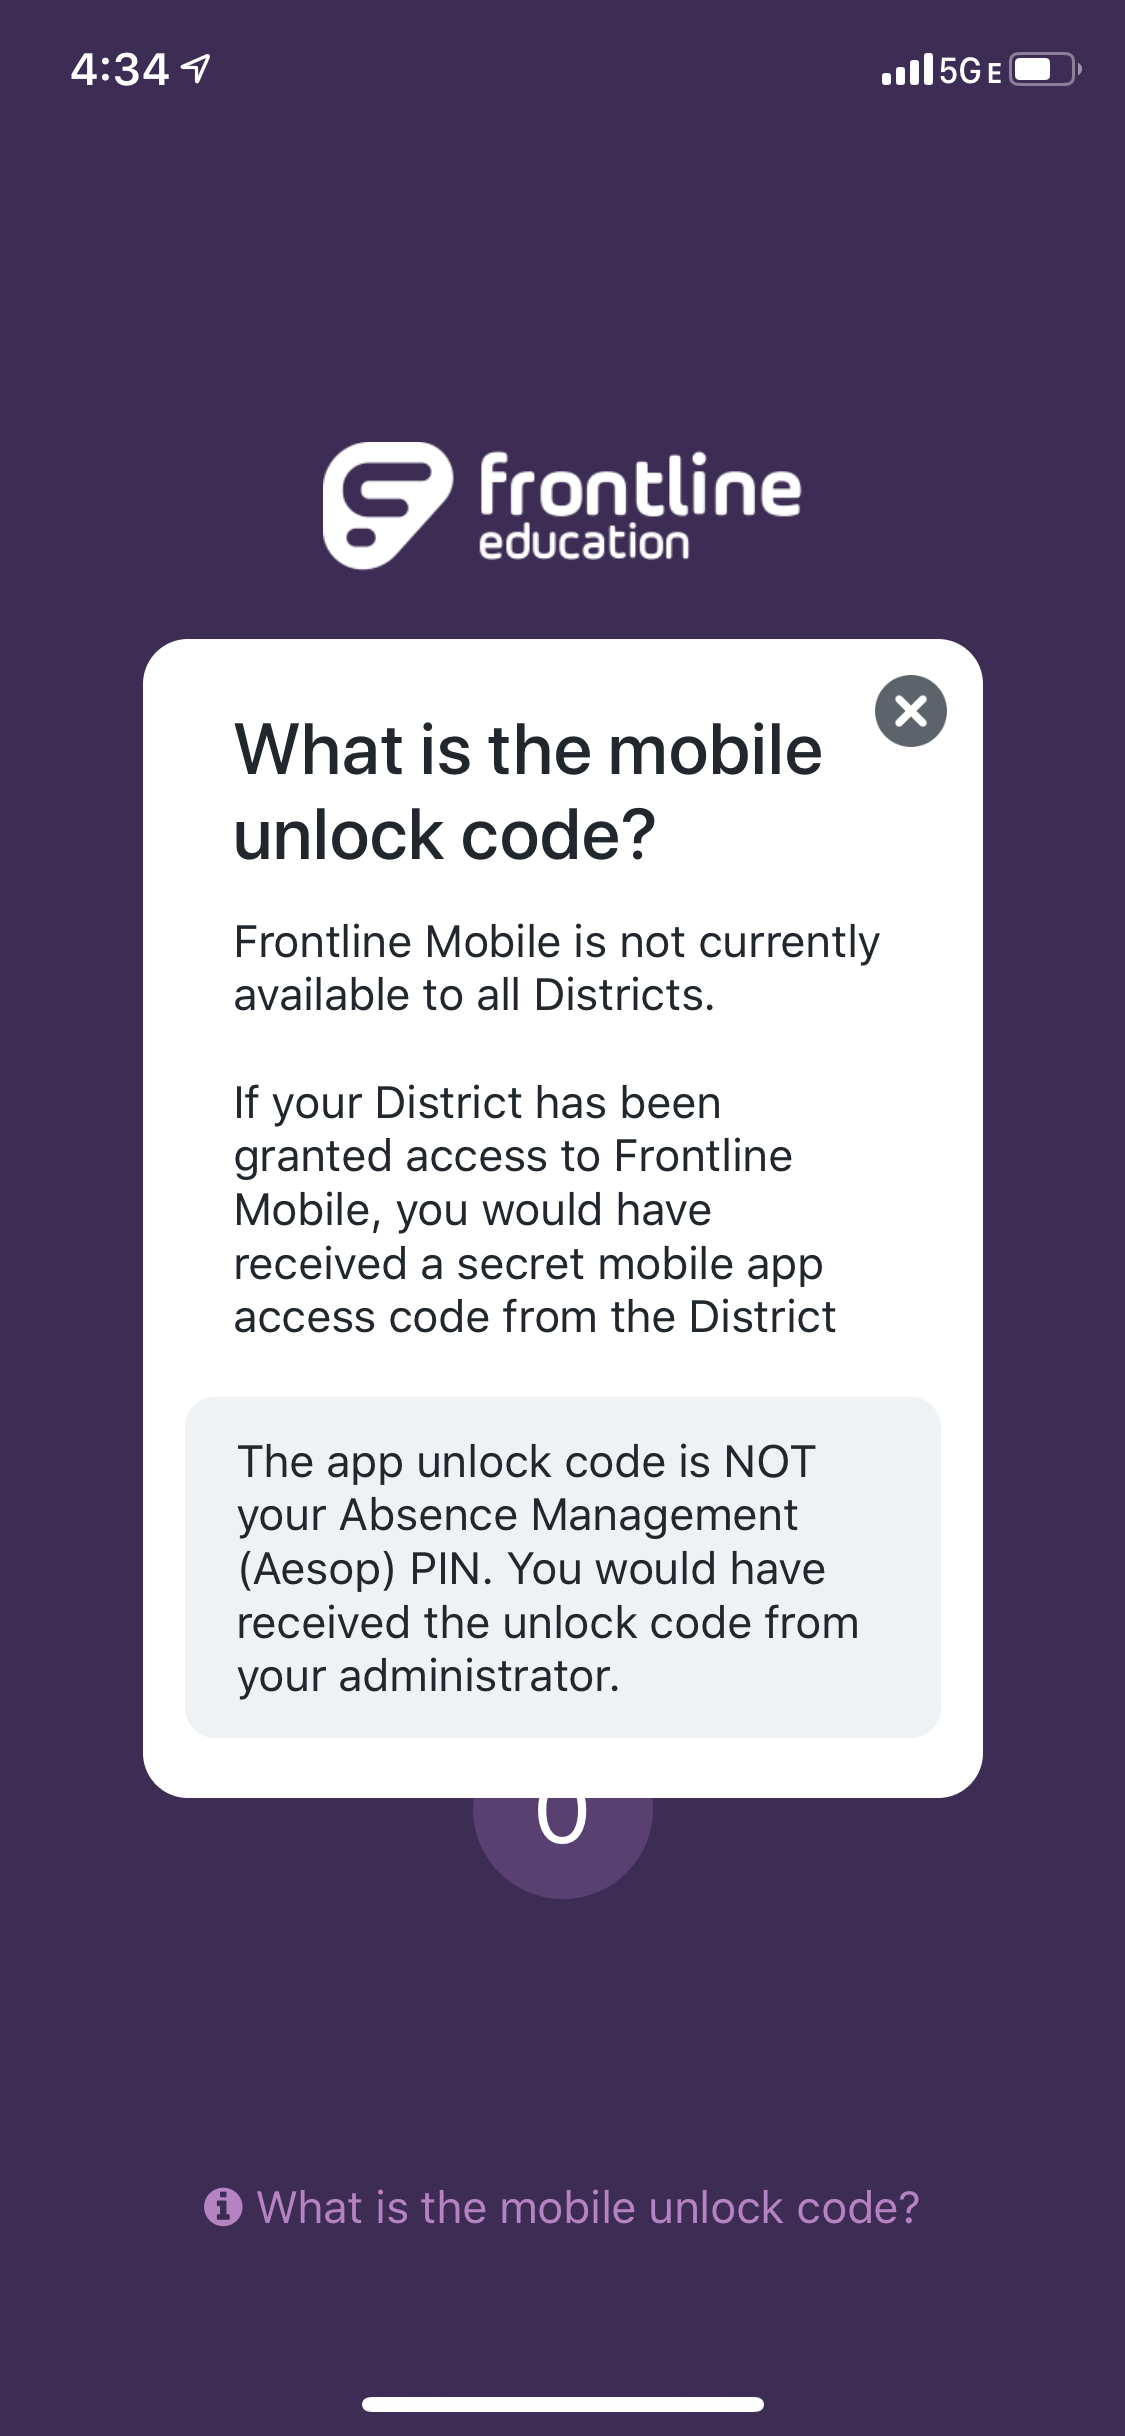 4:34
5G E
frontline
education
What is the mobile
unlock code?
Frontline Mobile is not currently
available to all Districts.
If your District has been
granted access to Frontline
Mobile, you would have
received a secret mobile app
access code from the District
The app unlock code is NOT
your Absence Management
(Aesop) PIN. You would have
received the unlock code from
your administrator.
0
What is the mobile unlock code?